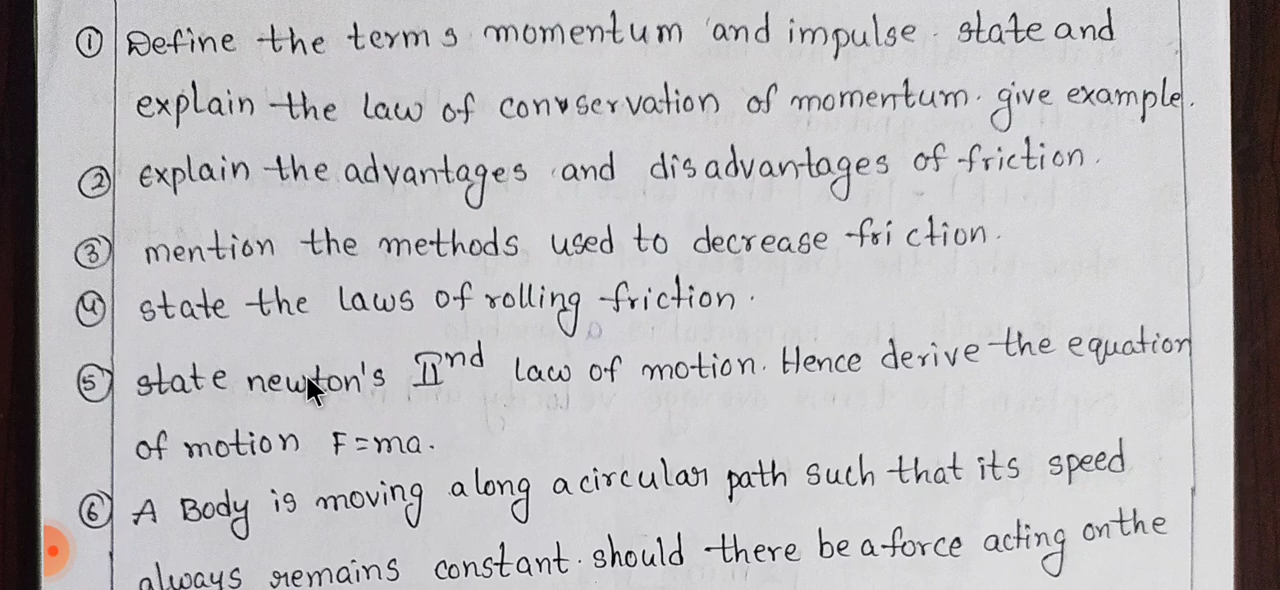 ① Define the terms momentum and impulse. state and
explain the law of convservation of momentum. give example.
② explain the advantages and disadvantages of friction.
③ mention the methods used to decrease friction.
④ state the laws of rolling friction.
⑤ state newton's IInd law of motion. Hence derive the equation
of motion F=ma.
⑥ A Body is moving along a circular path such that its speed
always remains constant. should there be a force acting on the